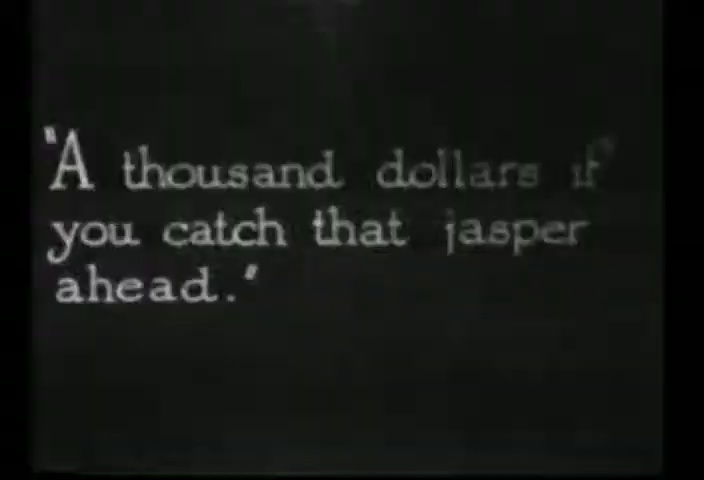 "A thousand dollars if
you catch that jasper
ahead.."